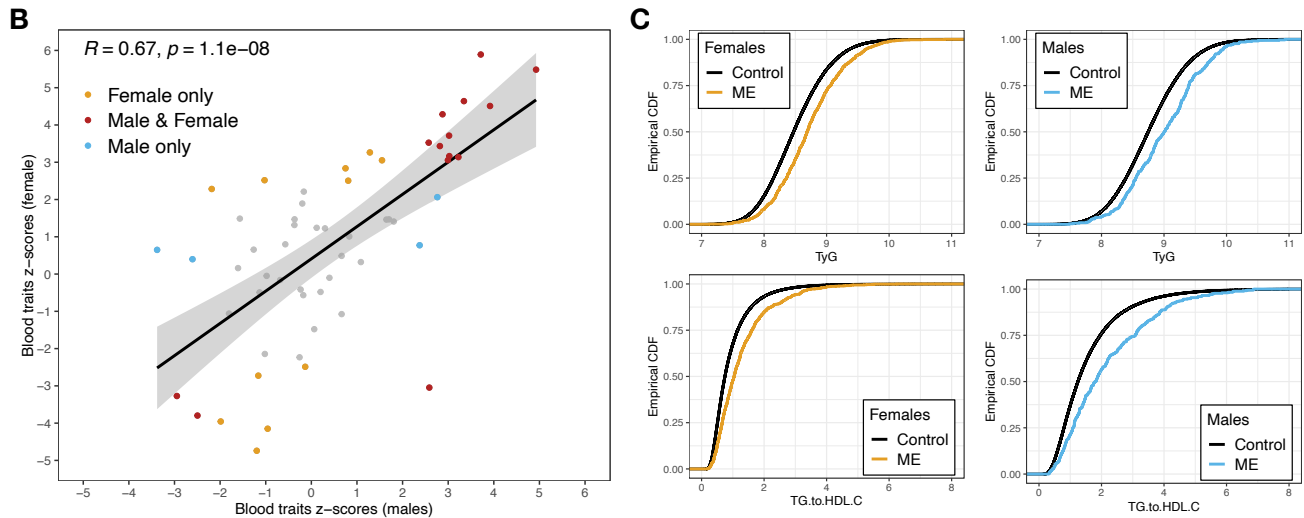 B
R = 0.67, p = 1.1e−08
Female only
Male & Female
Male only
Blood traits z−scores (female)
6
5
4
3
2
1
0
−1
−2
−3
−4
−5
−5 −4 −3 −2 −1 0 1 2 3 4 5 6
Blood traits z−scores (males)
C
Females
Control
ME
Empirical CDF
1.00
0.75
0.50
0.25
0.00
7 8 9 10 11
TyG
Males
Control
ME
Empirical CDF
1.00
0.75
0.50
0.25
0.00
7 8 9 10 11
TyG
Empirical CDF
1.00
0.75
0.50
0.25
0.00
Females
Control
ME
0 2 4 6 8
TG.to.HDL.C
Empirical CDF
1.00
0.75
0.50
0.25
0.00
Males
Control
ME
0 2 4 6 8
TG.to.HDL.C